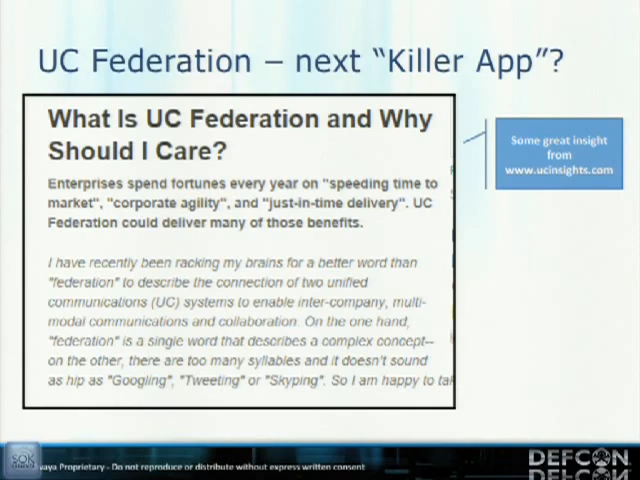 UC Federation – next “Killer App”?
What Is UC Federation and Why
Should I Care?
Enterprises spend fortunes every year on "speeding time to
market", "corporate agility", and "just-in-time delivery". UC
Federation could deliver many of those benefits.
I have recently been racking my brains for a better word than
"federation" to describe the connection of two unified
communications (UC) systems to enable inter-company, multi-
modal communications and collaboration. On the one hand,
"federation" is a single word that describes a complex concept--
on the other, there are too many syllables and it doesn't sound
as hip as "Googling", "Tweeting" or "Skyping". So I am happy to
Some great insight
from
www.ucinsights.com
Proprietary - Do not reproduce or distribute without express written consent
DEFCON